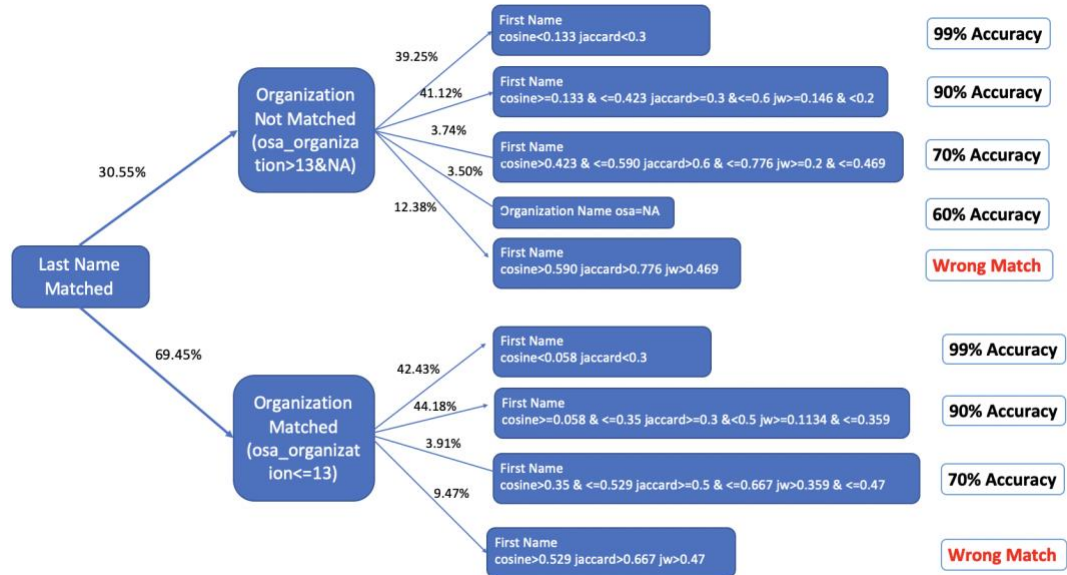 First Name
cosine<0.133 jaccard<0.3
99% Accuracy
39.25%
First Name
cosine>=0.133 & <=0.423 jaccard>=0.3 &<=0.6 jw>=0.146 & <0.2
90% Accuracy
41.12%
Organization
Not Matched
(osa_organiza
tion>13&NA)
3.74%
First Name
cosine>0.423 & <=0.590 jaccard>0.6 & <=0.776 jw>=0.2 & <=0.469
70% Accuracy
30.55%
3.50%
Organization Name osa=NA
60% Accuracy
12.38%
First Name
cosine>0.590 jaccard>0.776 jw>0.469
Wrong Match
Last Name
Matched
69.45%
First Name
cosine<0.058 jaccard<0.3
99% Accuracy
42.43%
First Name
cosine>=0.058 & <=0.35 jaccard>=0.3 &<0.5 jw>=0.1134 & <=0.359
90% Accuracy
44.18%
Organization
Matched
(osa_organizat
ion<=13)
3.91%
First Name
cosine>0.35 & <=0.529 jaccard>=0.5 & <=0.667 jw>0.359 & <=0.47
70% Accuracy
9.47%
First Name
cosine>0.529 jaccard>0.667 jw>0.47
Wrong Match